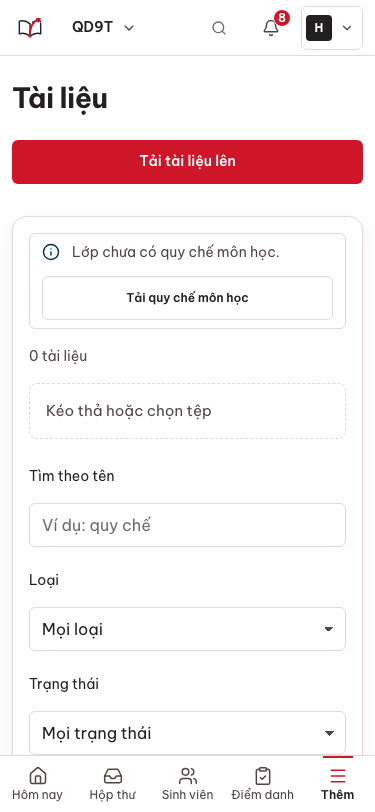 QD9T
8
H
Tài liệu
Tải tài liệu lên
Lớp chưa có quy chế môn học.
Tải quy chế môn học
0 tài liệu
Kéo thả hoặc chọn tệp
Tìm theo tên
Ví dụ: quy chế
Loại
Mọi loại
Trạng thái
Mọi trạng thái
Hôm nay
Hộp thư
Sinh viên
Điểm danh
Thêm